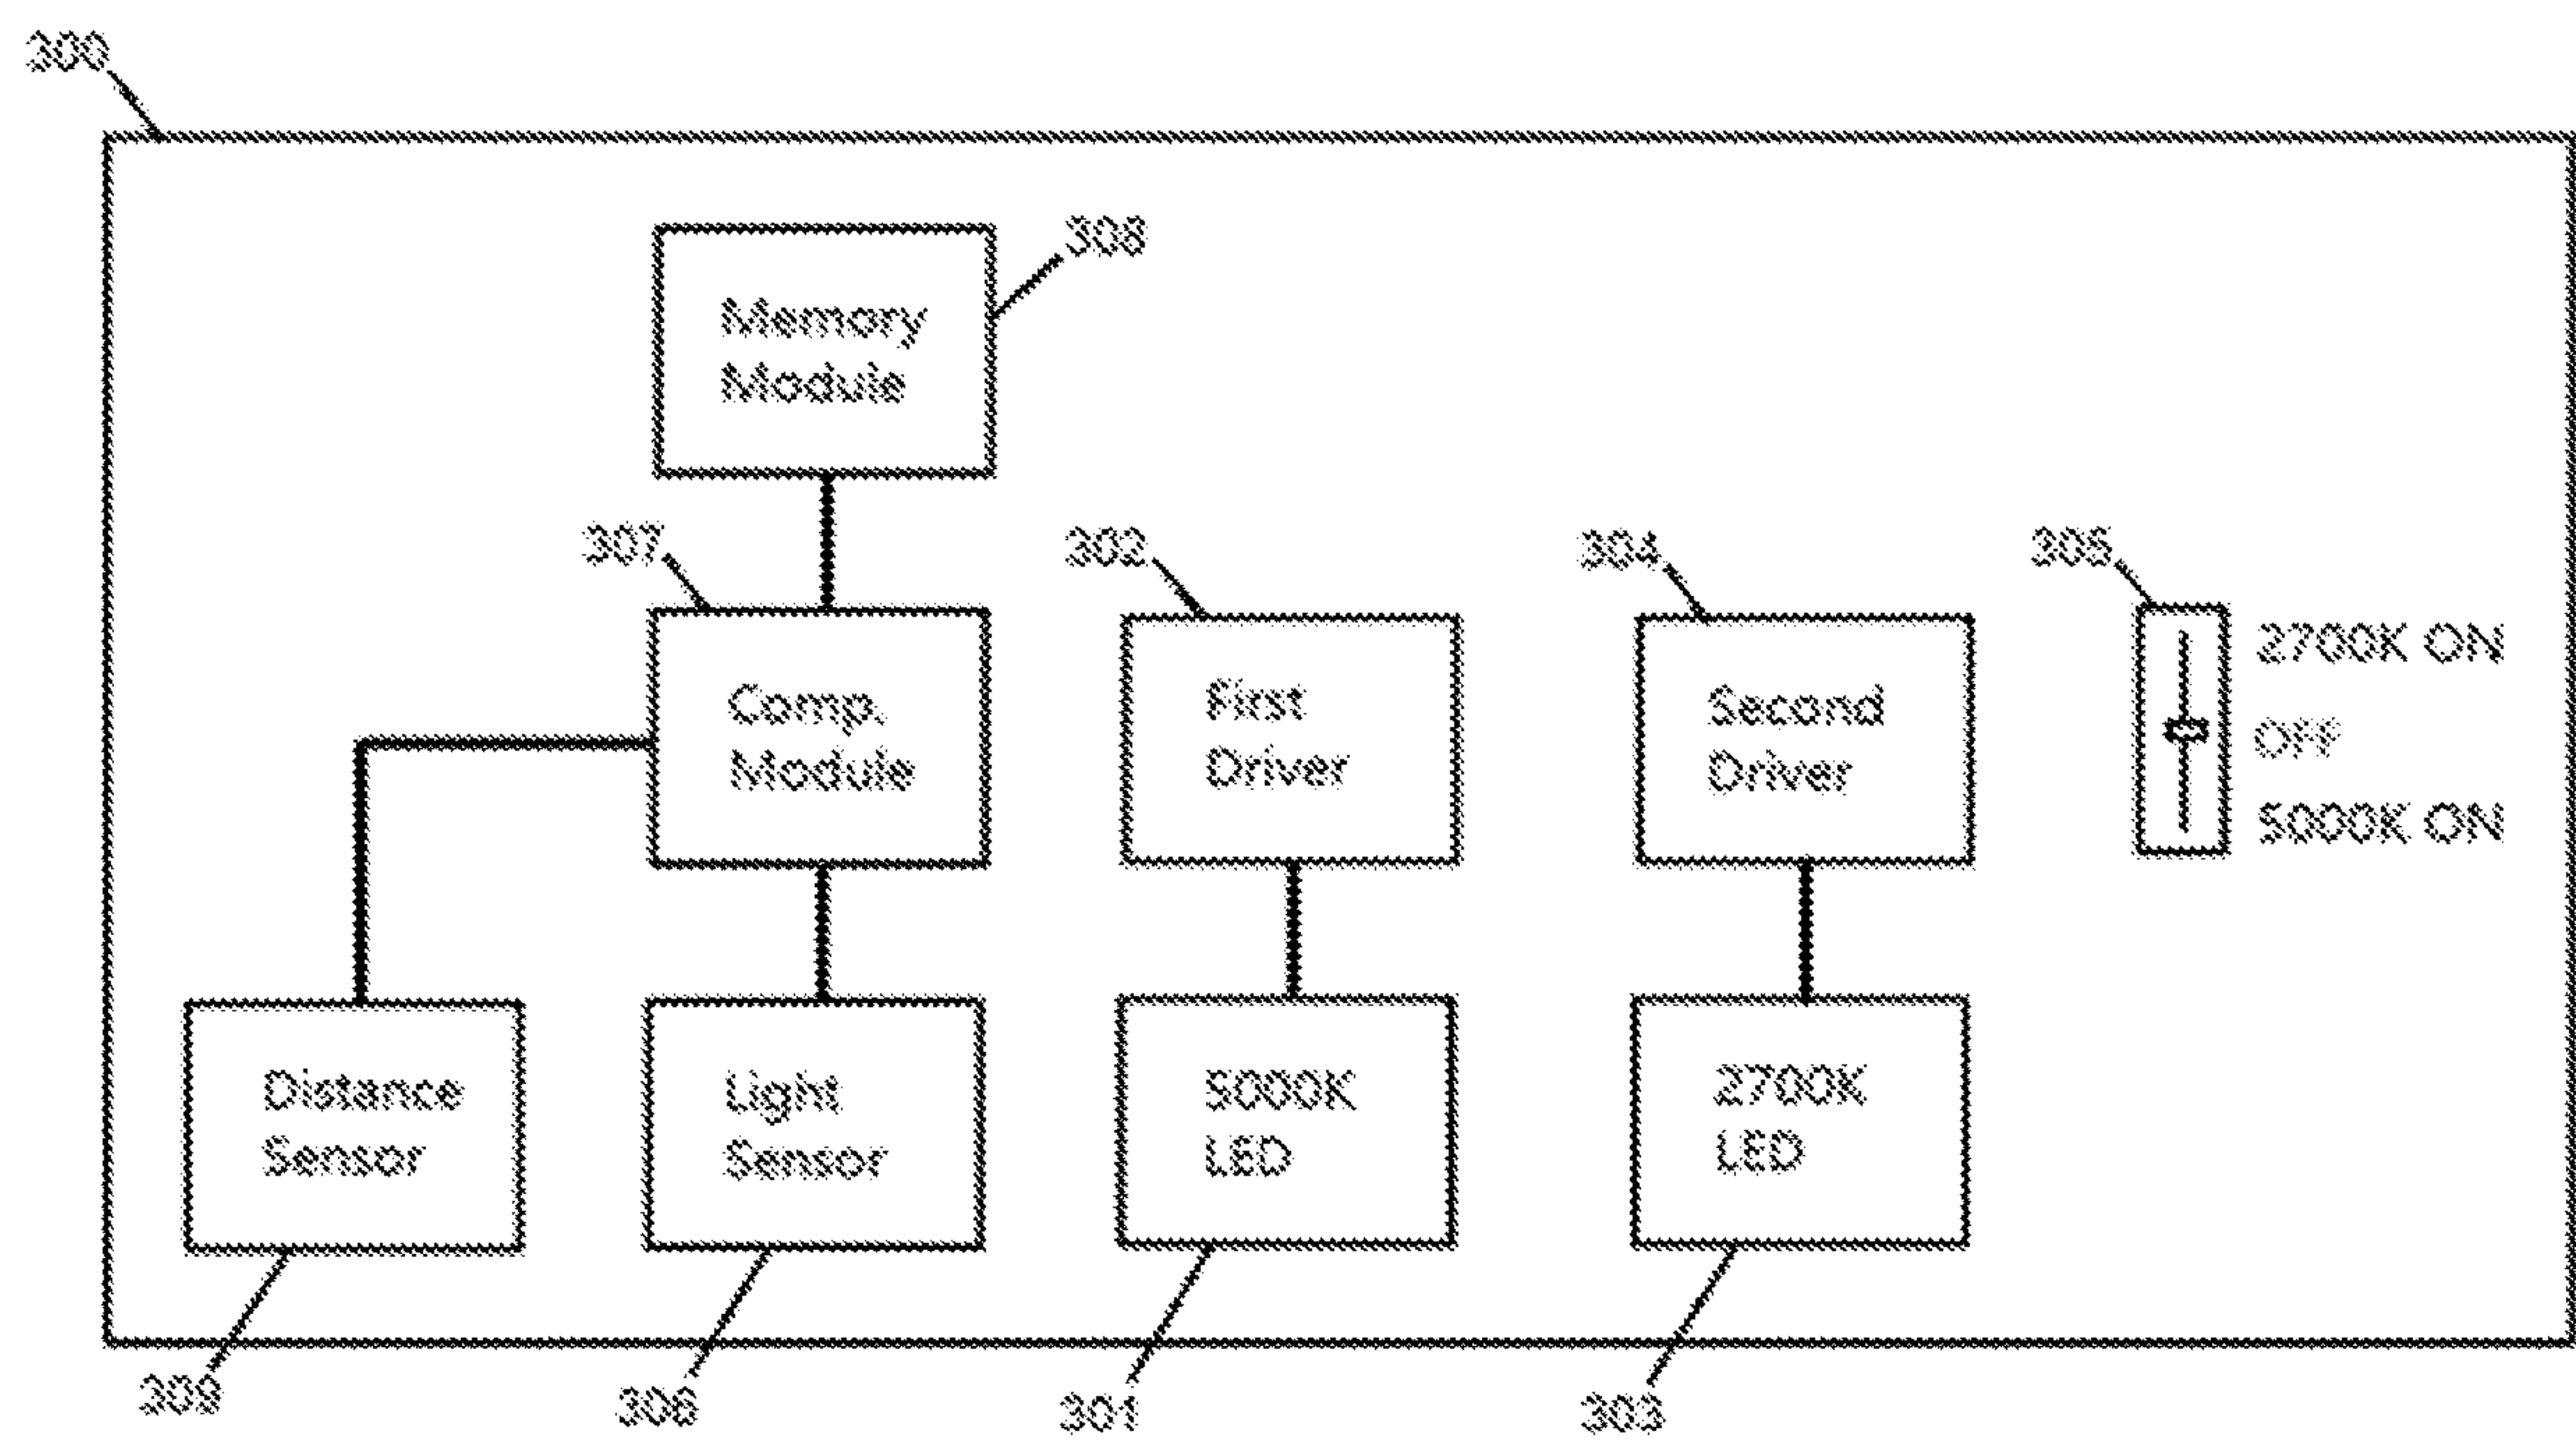 300
308
Memory
Module
307
302
304
305
Comp.
Module
First
Driver
Second
Driver
2700K ON
OFF
5000K ON
Distance
Sensor
Light
Sensor
5000K
LED
2700K
LED
309
306
301
303